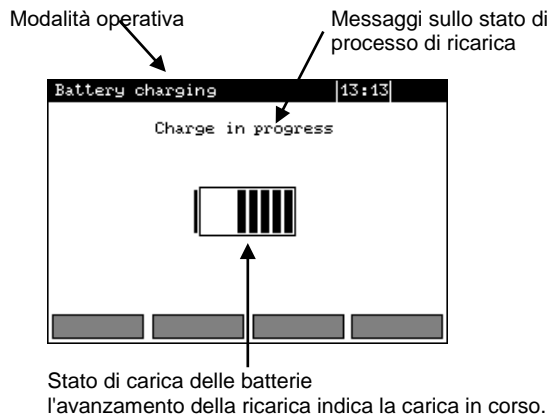 Modalità operativa
Messaggi sullo stato di
processo di ricarica
Battery charging
13:13
Charge in progress
Stato di carica delle batterie
l'avanzamento della ricarica indica la carica in corso.